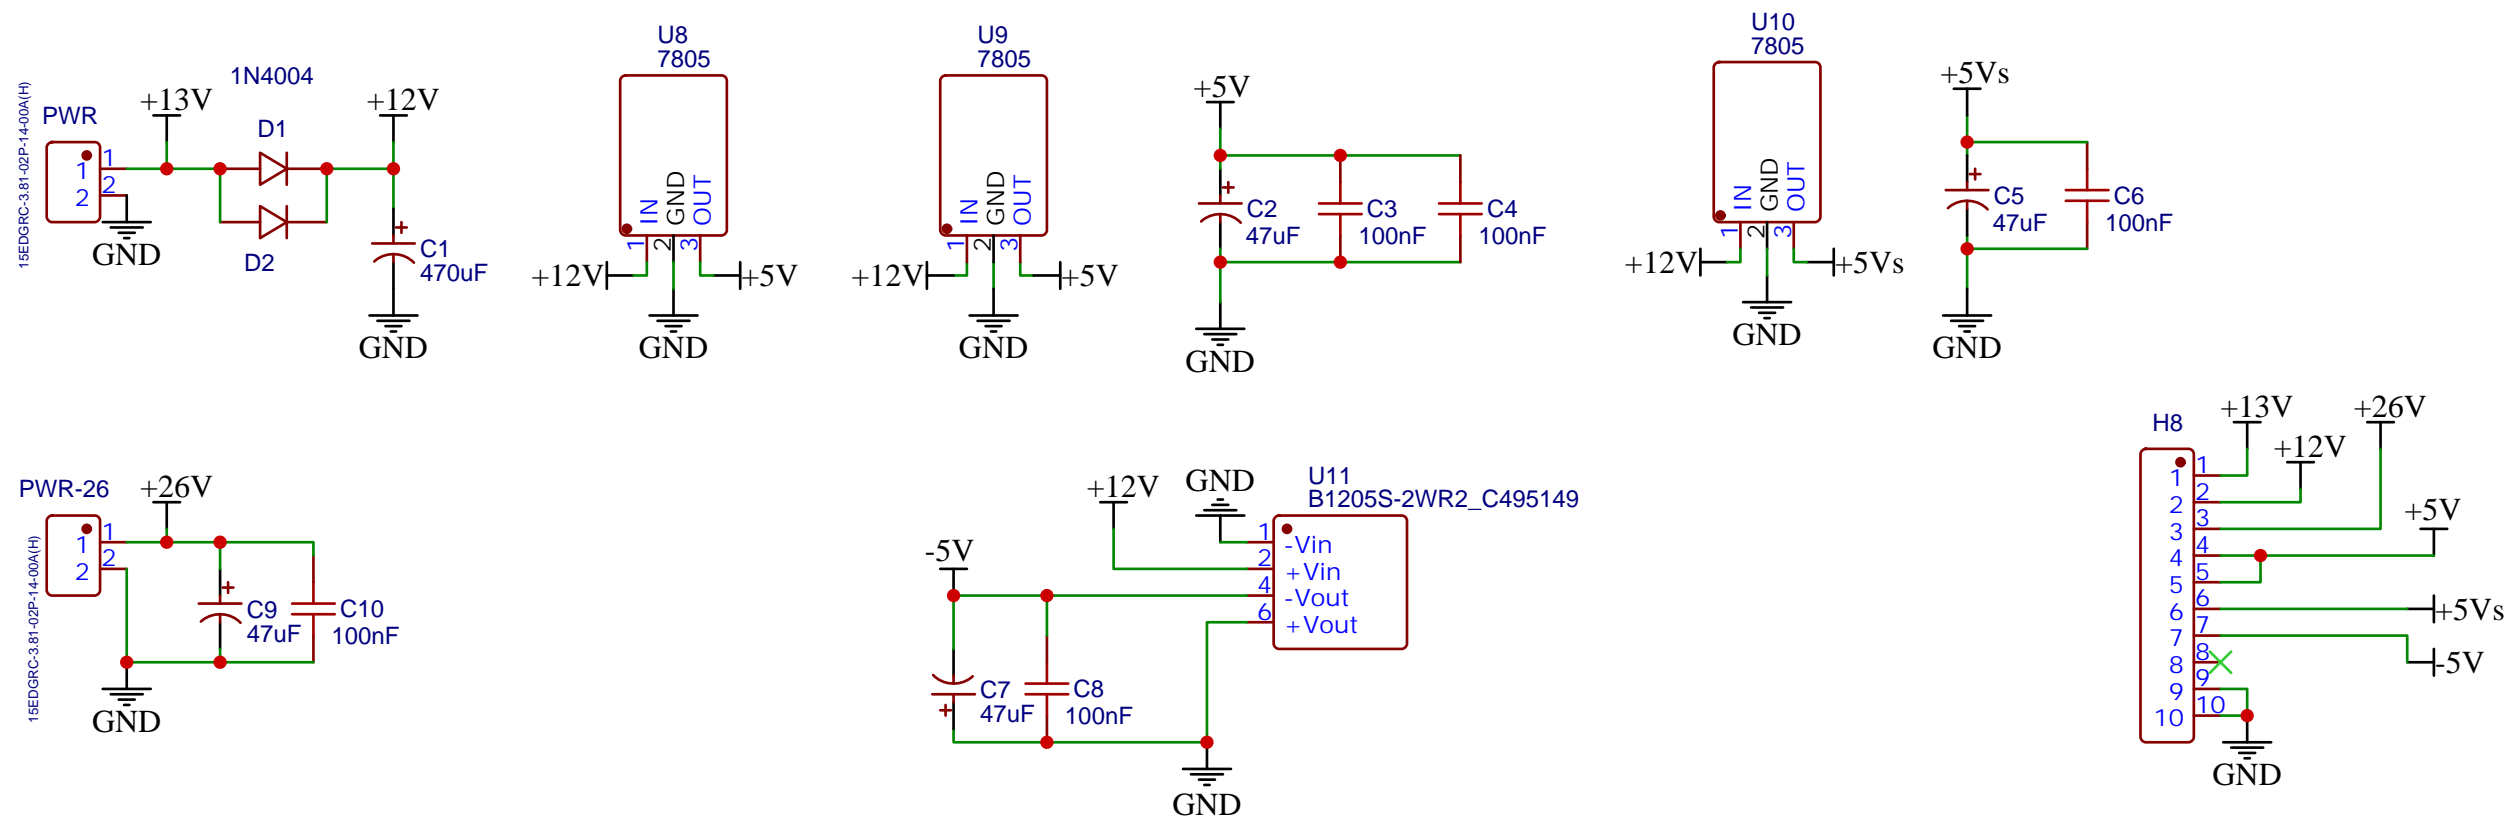 15EDGRC-3.81-02P-14-00A(H)
PWR
1
2
1
2
+13V
1N4004
D1
D2
+12V
GND
+
C1
470uF
GND
U8
7805
IN
GND
OUT
1
2
3
+12V
+5V
GND
U9
7805
IN
GND
OUT
1
2
3
+12V
+5V
GND
+5V
+
C2
47uF
C3
100nF
C4
100nF
GND
U10
7805
IN
GND
OUT
1
2
3
+12V
+5Vs
GND
+5Vs
+
C5
47uF
C6
100nF
GND
15EDGRC-3.81-02P-14-00A(H)
PWR-26
1
2
1
2
+26V
+
C9
47uF
C10
100nF
GND
-5V
+12V
GND
U11
B1205S-2WR2_C495149
1
-Vin
2
+Vin
4
-Vout
6
+Vout
+
C7
47uF
C8
100nF
GND
H8
+13V
+26V
+12V
+5V
1
1
2
2
3
3
4
4
5
5
6
6
+5Vs
7
7
8
8
-5V
9
9
10
10
GND